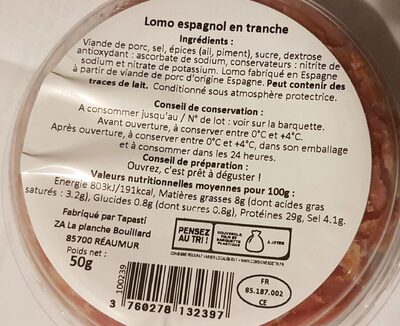 Lomo espagnol en tranche
Ingrédients :
Viande de porc, sel, épices (ail, piment), sucre, dextrose
antioxydant : ascorbate de sodium, conservateurs : nitrite de
sodium et nitrate de potassium. Lomo fabriqué en Espagne
à partir de viande de porc d'origine Espagne. Peut contenir des
traces de lait. Conditionné sous atmosphère protectrice.
Conseil de conservation :
A consommer jusqu'au / N° de lot : voir sur la barquette.
Avant ouverture, à conserver entre 0°C et +4°C.
Après ouverture, à conserver entre 0°C et +4°C, dans son emballage
et à consommer dans les 24 heures.
Conseil de préparation :
Ouvrez, c'est prêt à déguster !
Valeurs nutritionnelles moyennes pour 100g :
Energie 803kJ/191kcal, Matières grasses 8g (dont acides gras
saturés : 3.2g), Glucides 0.8g (dont sucres 0.8g), Protéines 29g, Sel 4.1g.
Fabriqué par Tapasti
ZA La planche Bouillard
85700 RÉAUMUR
Poids net :
50g
PENSEZ
AU TRI !
À JETER
100239
3 760278 132397
FR
85.187.002
CE